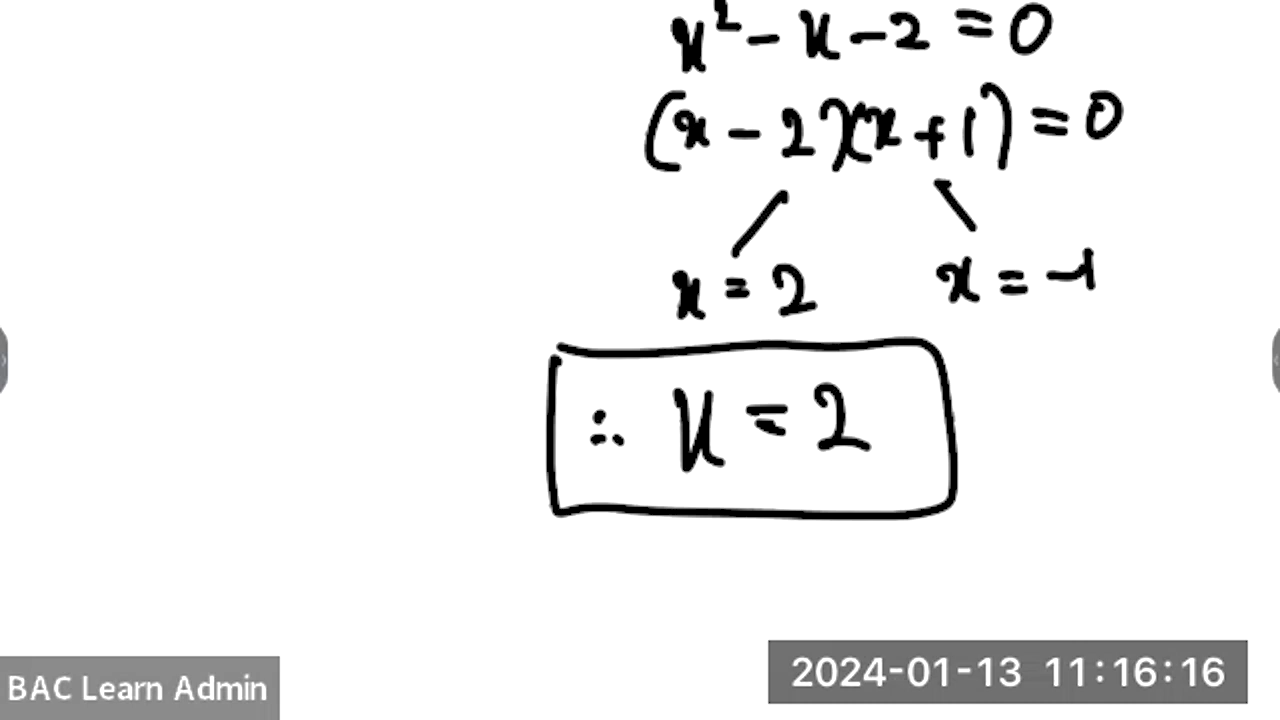 x² - x - 2 = 0
(x - 2)(x + 1) = 0
x = 2 x = -1
∴ x = 2
BAC Learn Admin
2024-01-13 11:16:16